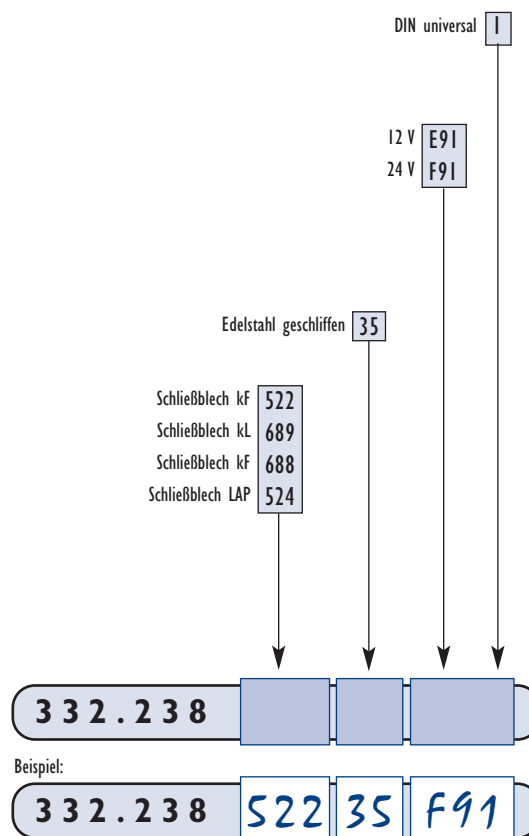 DIN universal 1
12 V E91
24 V F91
Edelstahl geschliffen 35
Schließblech kF 522
Schließblech kL 689
Schließblech kF 688
Schließblech LAP 524
332.238
Beispiel:
332.238 522 35 F91